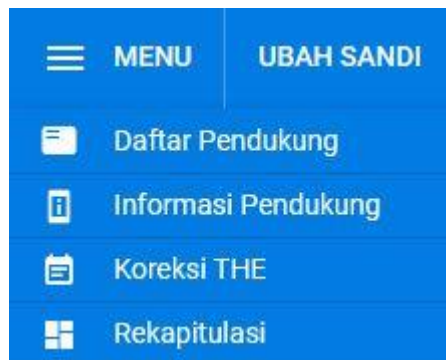 MENU UBAH SANDI
Daftar Pendukung
Informasi Pendukung
Koreksi THE
Rekapitulasi